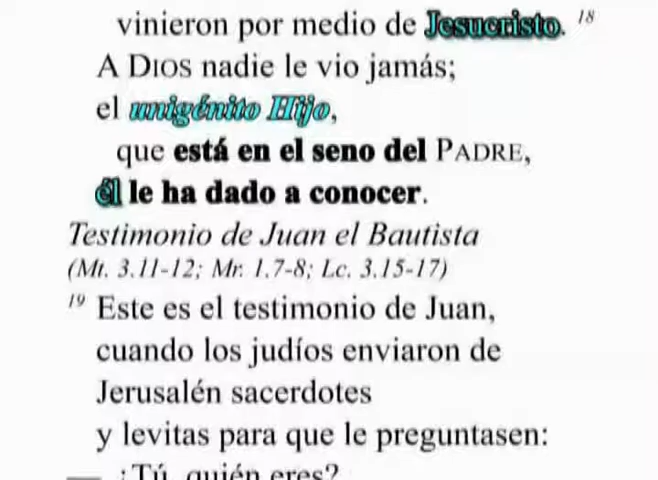 vinieron por medio de Jesucristo. 18
A DIOS nadie le vio jamás;
el unigénito Hijo,
que está en el seno del PADRE,
él le ha dado a conocer.
Testimonio de Juan el Bautista
(Mt. 3.11-12; Mr. 1.7-8; Lc. 3.15-17)
19 Este es el testimonio de Juan,
cuando los judíos enviaron de
Jerusalén sacerdotes
y levitas para que le preguntasen:
— ¿Tú, quién eres?